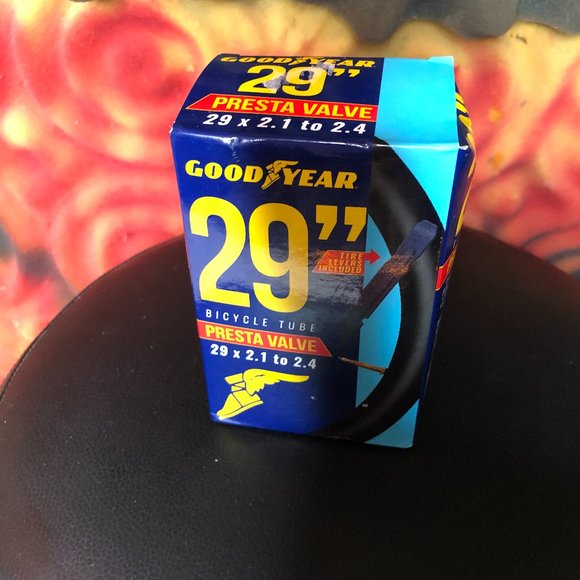 GOODYEAR
29”
PRESTA VALVE
29 x 2.1 to 2.4
GOODYEAR
29”
TIRE
LEVERS
INCLUDED
BICYCLE TUBE
PRESTA VALVE
29 x 2.1 to 2.4